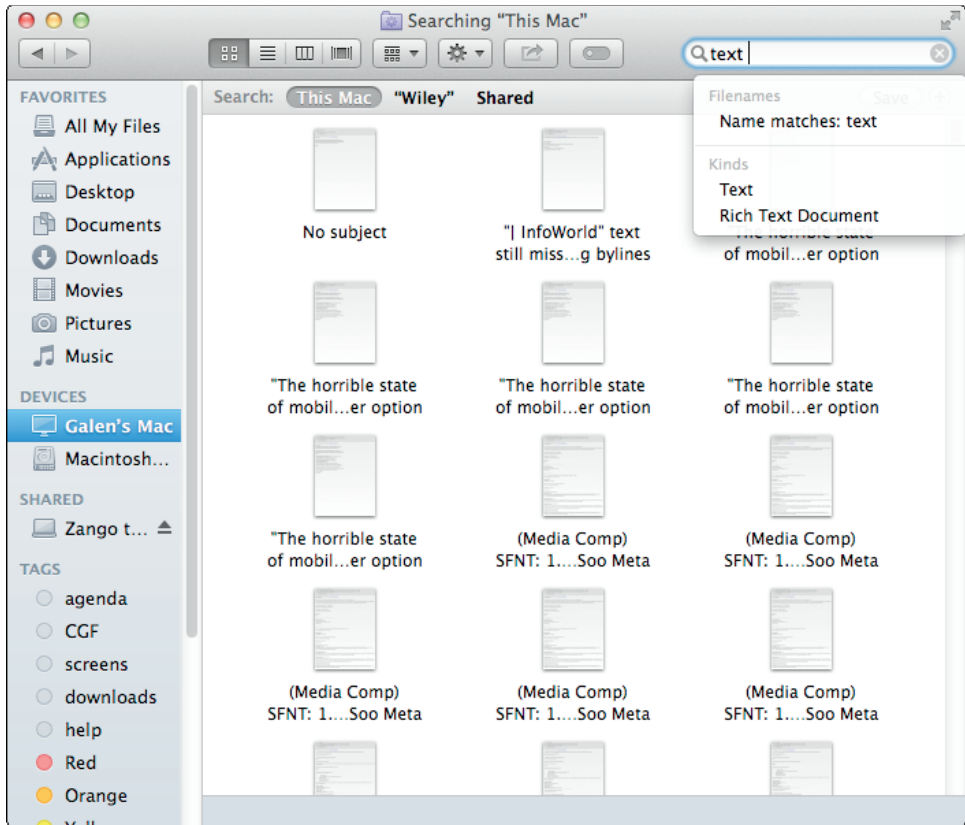 Searching “This Mac”
text
FAVORITES
All My Files
Applications
Desktop
Documents
Downloads
Movies
Pictures
Music
DEVICES
Galen’s Mac
Macintosh...
SHARED
Zango t...
TAGS
agenda
CGF
screens
downloads
help
Red
Orange
Search: This Mac “Wiley” Shared Save
Filenames
Name matches: text
Kinds
Text
Rich Text Document
No subject
"| InfoWorld" text
still miss...g bylines
"The horrible state
of mobil...er option
"The horrible state
of mobil...er option
"The horrible state
of mobil...er option
"The horrible state
of mobil...er option
"The horrible state
of mobil...er option
(Media Comp)
SFNT: 1....Soo Meta
(Media Comp)
SFNT: 1....Soo Meta
(Media Comp)
SFNT: 1....Soo Meta
(Media Comp)
SFNT: 1....Soo Meta
(Media Comp)
SFNT: 1....Soo Meta